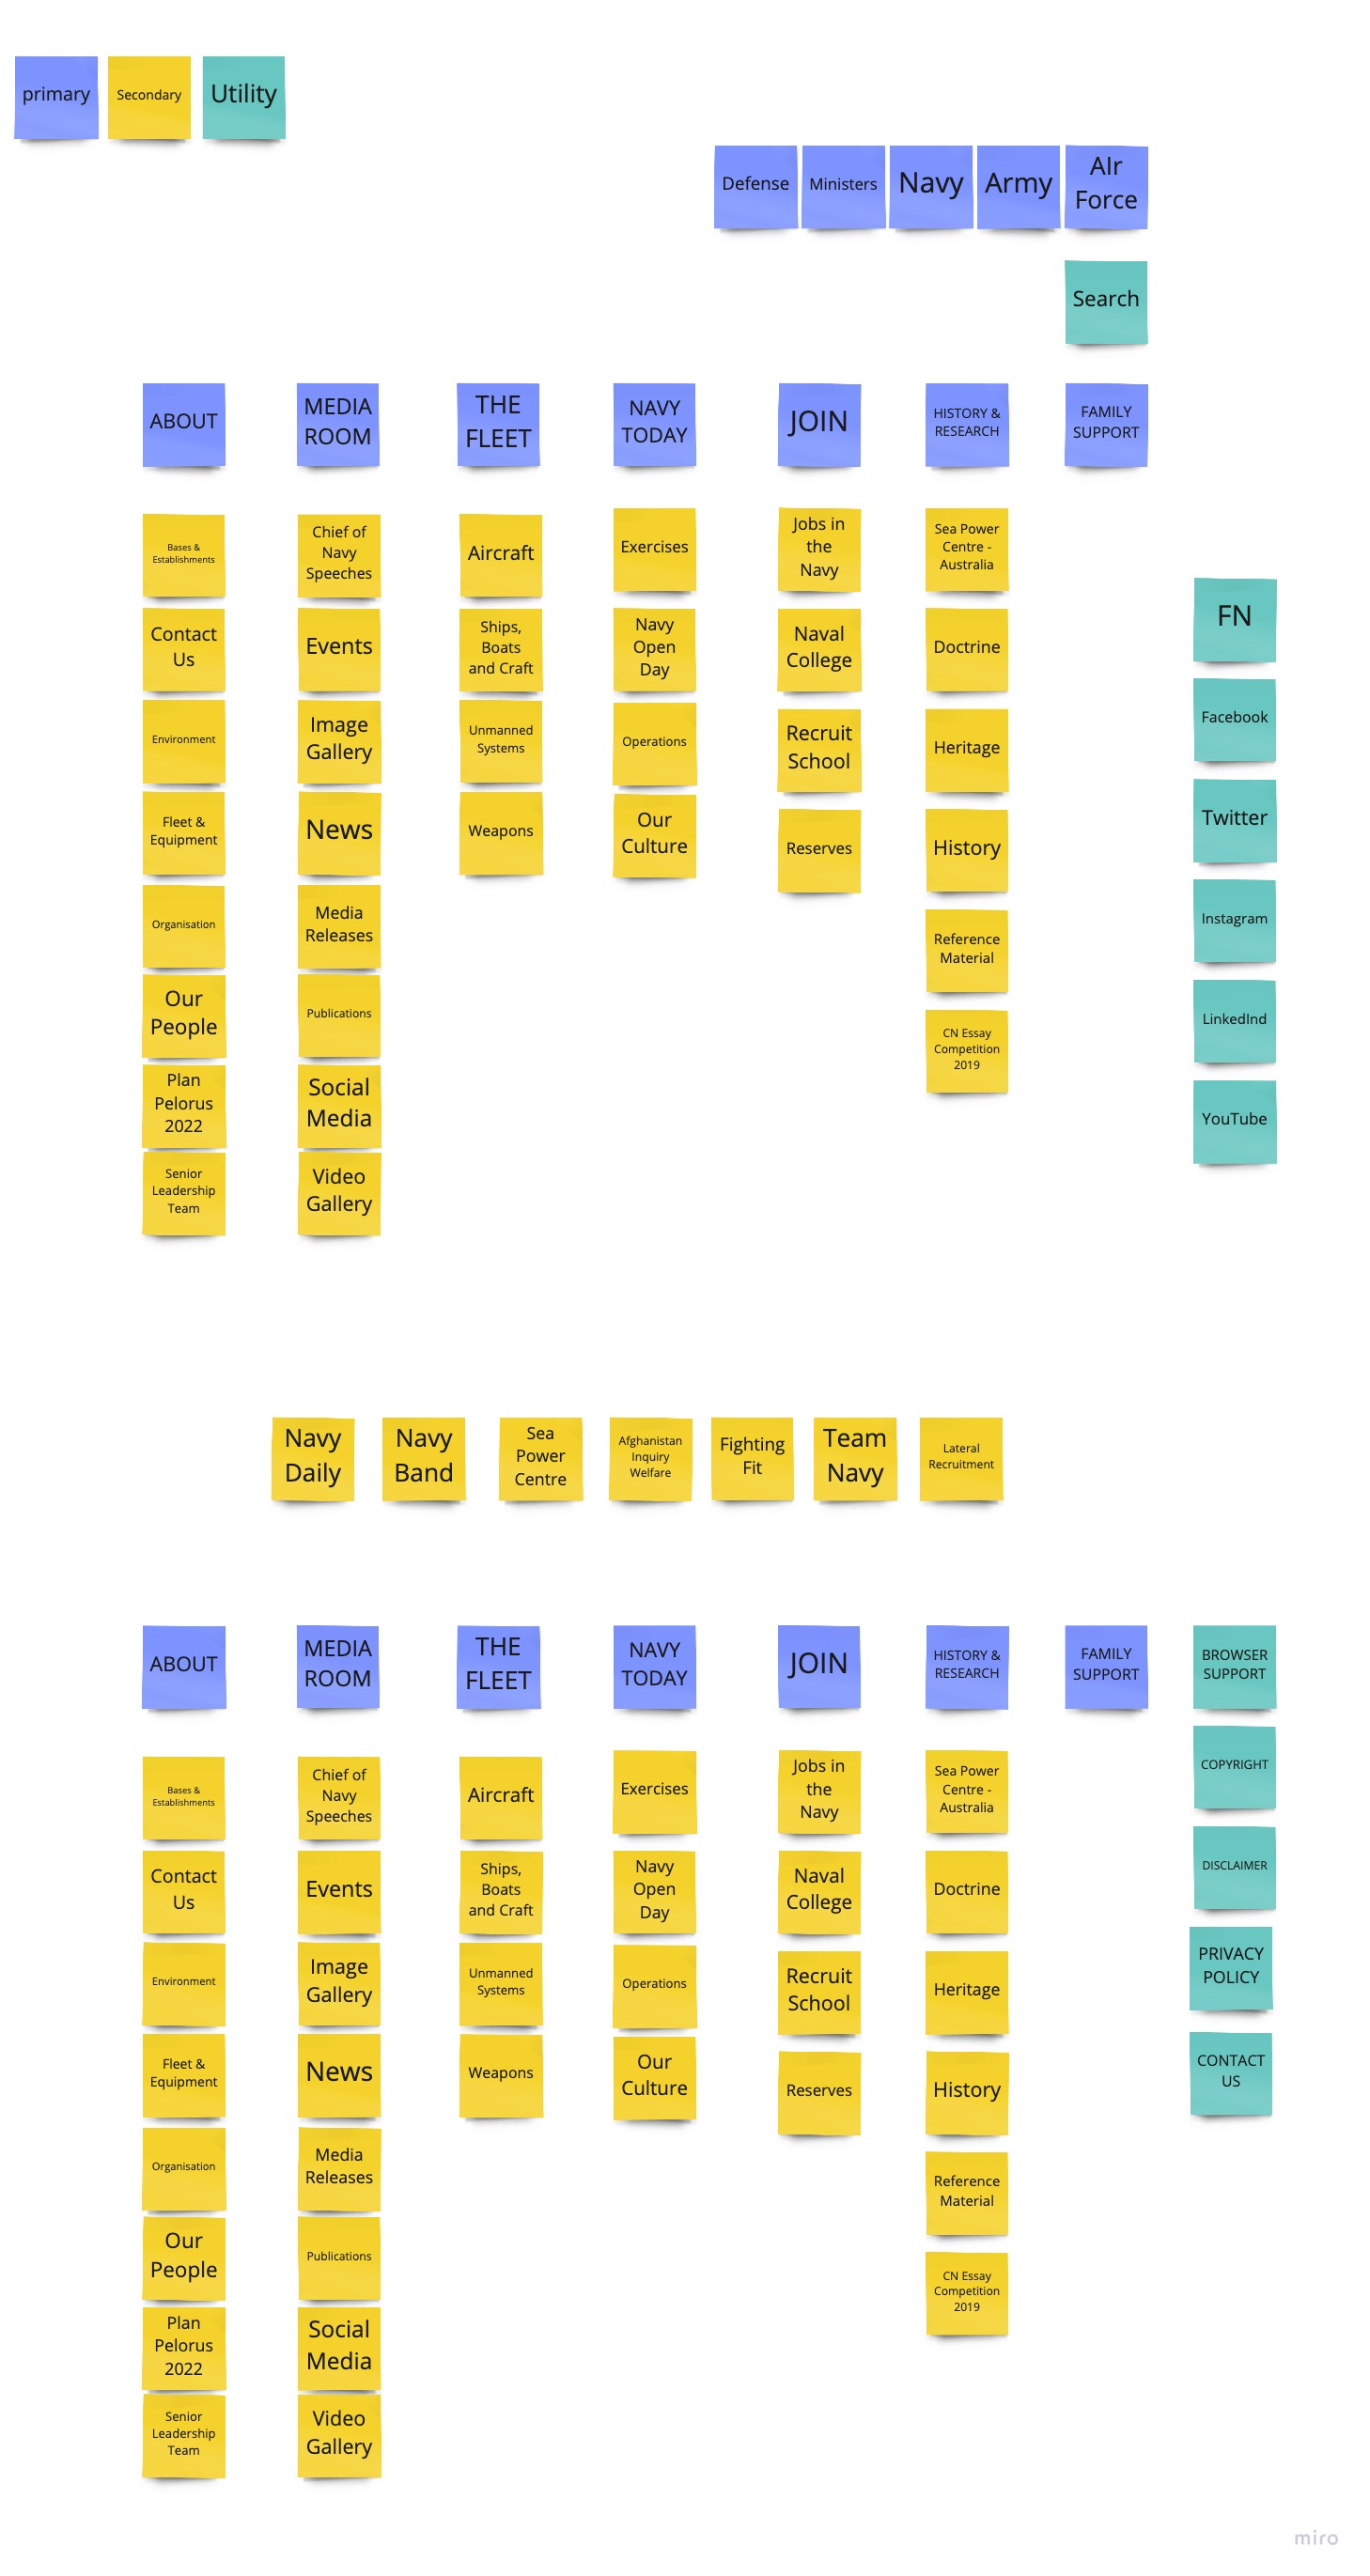 primary
Secondary
Utility
Defense
Ministers
Navy
Army
AIr
Force
Search
ABOUT
MEDIA
ROOM
THE
FLEET
NAVY
TODAY
JOIN
HISTORY &
RESEARCH
FAMILY
SUPPORT
Bases &
Establishments
Contact
Us
Environment
Fleet &
Equipment
Organisation
Our
People
Plan
Pelorus
2022
Senior
Leadership
Team
Chief of
Navy
Speeches
Events
Image
Gallery
News
Media
Releases
Publications
Social
Media
Video
Gallery
Aircraft
Ships,
Boats
and Craft
Unmanned
Systems
Weapons
Exercises
Navy
Open
Day
Operations
Our
Culture
Jobs in
the
Navy
Naval
College
Recruit
School
Reserves
Sea Power
Centre -
Australia
Doctrine
Heritage
History
Reference
Material
CN Essay
Competition
2019
FN
Facebook
Twitter
Instagram
LinkedInd
YouTube
Navy
Daily
Navy
Band
Sea
Power
Centre
Afghanistan
Inquiry
Welfare
Fighting
Fit
Team
Navy
Lateral
Recruitment
ABOUT
MEDIA
ROOM
THE
FLEET
NAVY
TODAY
JOIN
HISTORY &
RESEARCH
FAMILY
SUPPORT
BROWSER
SUPPORT
Bases &
Establishments
Contact
Us
Environment
Fleet &
Equipment
Organisation
Our
People
Plan
Pelorus
2022
Senior
Leadership
Team
Chief of
Navy
Speeches
Events
Image
Gallery
News
Media
Releases
Publications
Social
Media
Video
Gallery
Aircraft
Ships,
Boats
and Craft
Unmanned
Systems
Weapons
Exercises
Navy
Open
Day
Operations
Our
Culture
Jobs in
the
Navy
Naval
College
Recruit
School
Reserves
Sea Power
Centre -
Australia
Doctrine
Heritage
History
Reference
Material
CN Essay
Competition
2019
COPYRIGHT
DISCLAIMER
PRIVACY
POLICY
CONTACT
US
miro